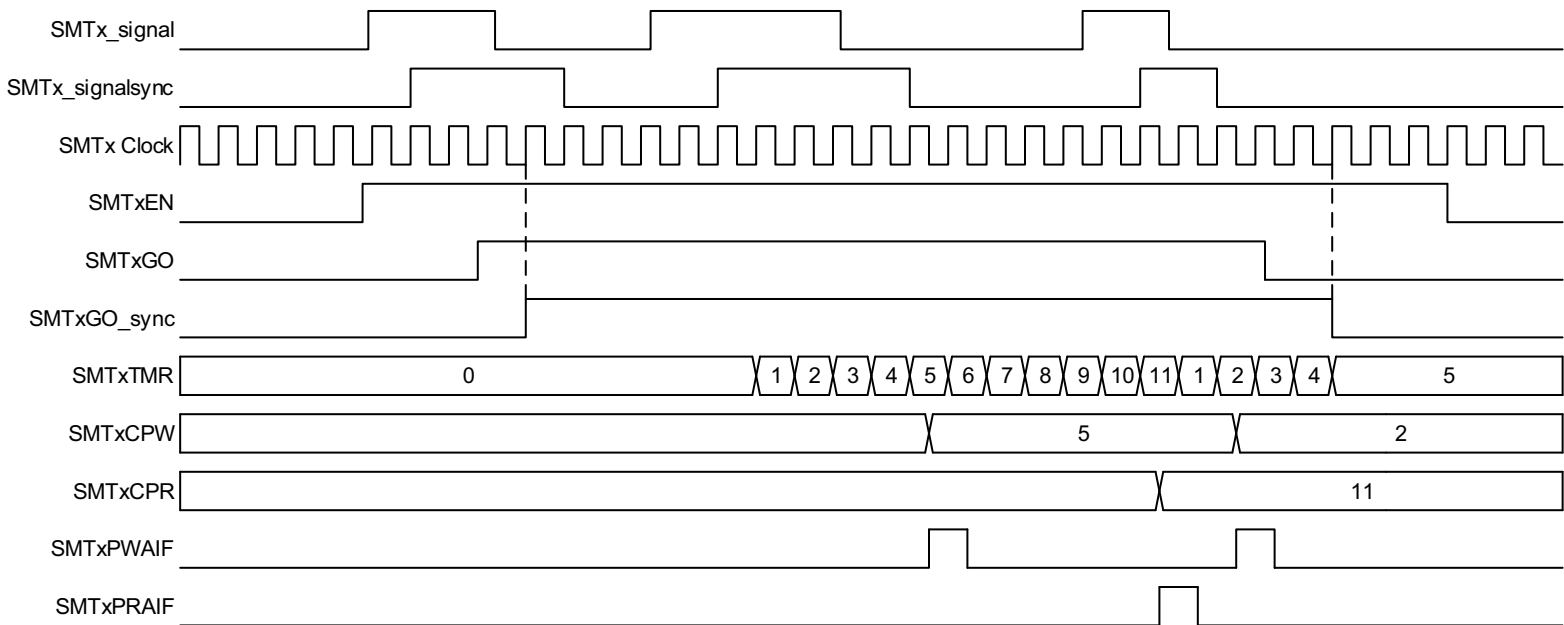 SMTx_signal
SMTx_signalsync
SMTx Clock
SMTxEN
SMTxGO
SMTxGO_sync
SMTxTMR 0 1 2 3 4 5 6 7 8 9 10 11 1 2 3 4 5
SMTxCPW 5 2
SMTxCPR 11
SMTxPWAIF
SMTxPRAIF